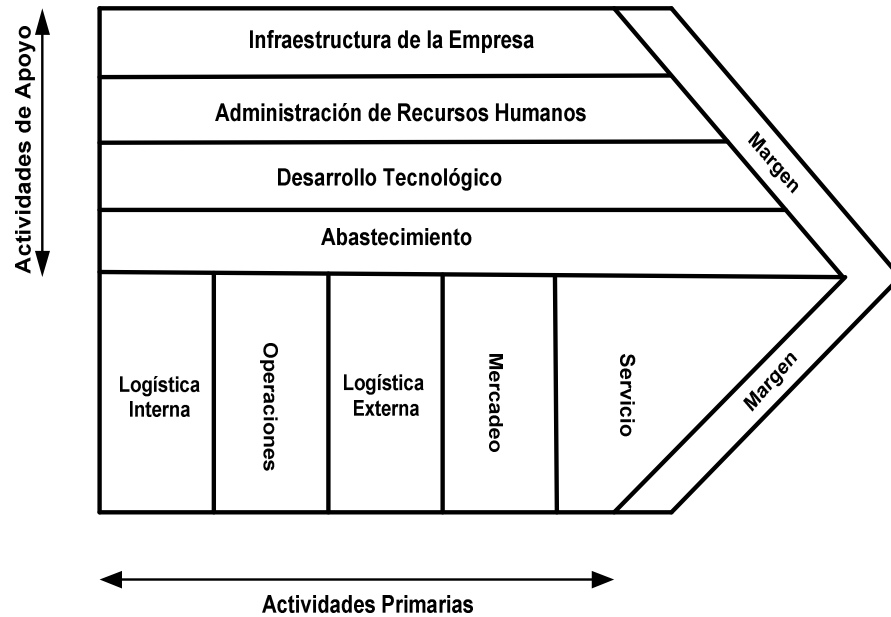 Actividades de Apoyo
Infraestructura de la Empresa
Administración de Recursos Humanos
Desarrollo Tecnológico
Abastecimiento
Margen
Logística
Interna
Operaciones
Logística
Externa
Mercadeo
Servicio
Margen
Actividades Primarias